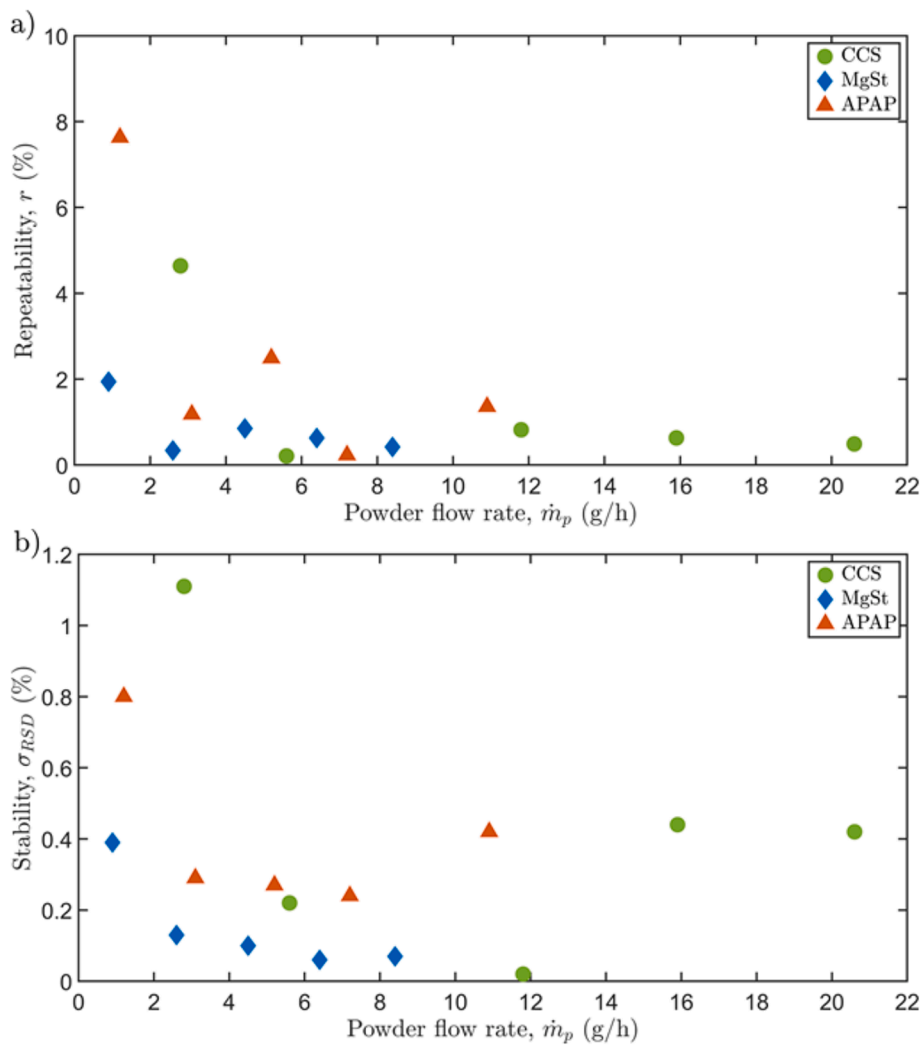 a)
10
8
6
4
2
0
Repeatability, r (%)
CCS
MgSt
APAP
0 2 4 6 8 10 12 14 16 18 20 22
Powder flow rate, ṁₚ (g/h)
b)
1.2
1
0.8
0.6
0.4
0.2
0
Stability, σ_RSD (%)
CCS
MgSt
APAP
0 2 4 6 8 10 12 14 16 18 20 22
Powder flow rate, ṁₚ (g/h)